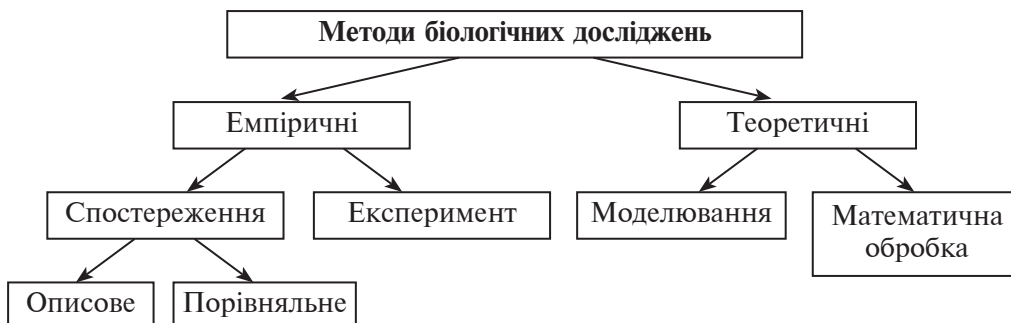 Методи біологічних досліджень
Емпіричні
Теоретичні
Спостереження
Експеримент
Моделювання
Математична
обробка
Описове
Порівняльне